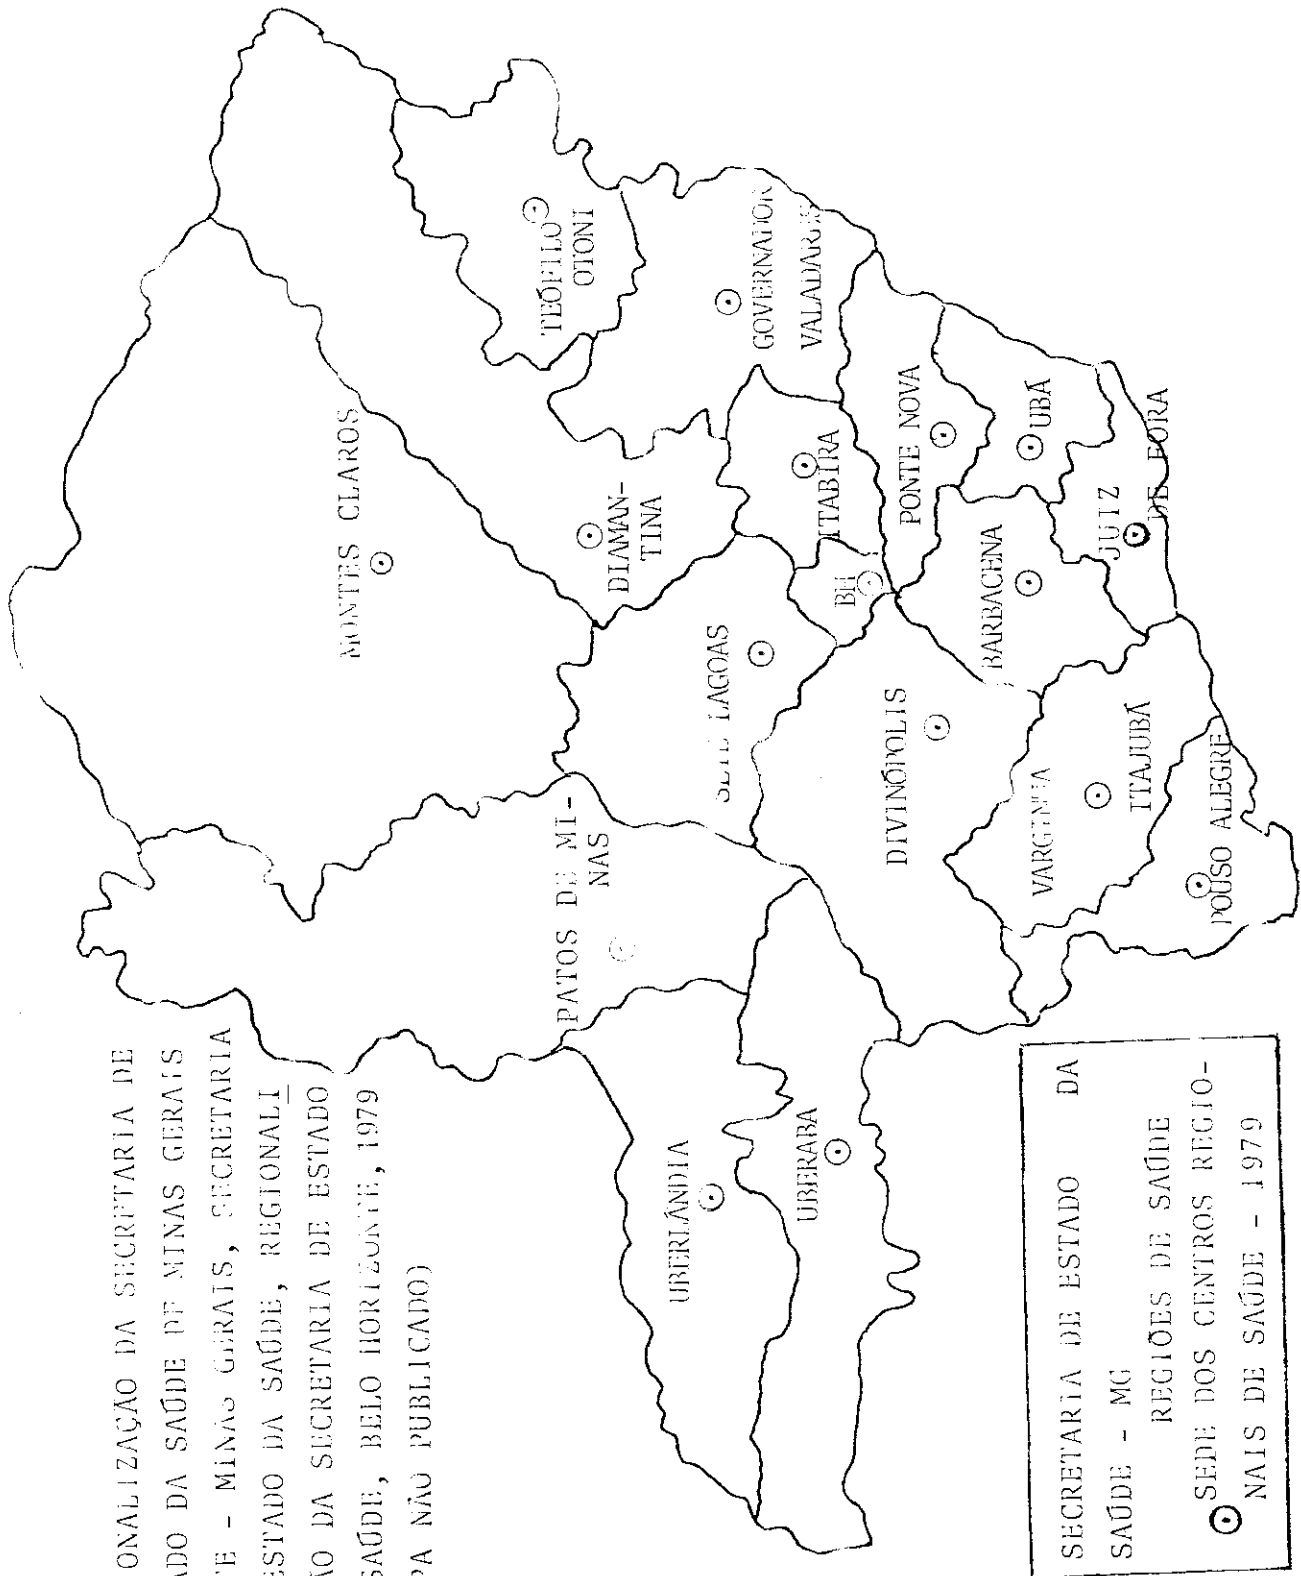 ONALIZAÇÃO DA SECRETARIA DE
ADO DA SAÚDE DE MINAS GERAIS
TE - MINAS GERAIS, SECRETARIA
ESTADO DA SAÚDE, REGIONALI
ÃO DA SECRETARIA DE ESTADO
SAÚDE, BELO HORIZONTE, 1979
PA NÃO PUBLICADO)
MONTES CLAROS
TEÓFILO
OTONI
DIAMAN-
TINA
GOVERNADOR
VALADARES
PATOS DE MI-
NAS
SETE LAGOAS
ITABIRA
BH
PONTE NOVA
UBERLÂNDIA
UBERABA
DIVINÓPOLIS
BARBACENA
UBÁ
JUIZ
DE FORA
VARGINHA
ITAJUBÁ
POUSO ALEGRE
SECRETARIA DE ESTADO DA
SAÚDE - MG
REGIÕES DE SAÚDE
SEDE DOS CENTROS REGIO-
NAIS DE SAÚDE - 1979